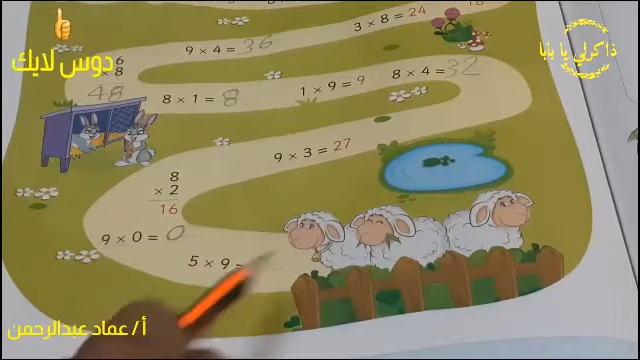 3 × 8 = 24
9 × 4 = 36
ذاكرلي يا بابا
دوس لايك
6
× 8
48
8 × 1 = 8
1 × 9 = 9
8 × 4 = 32
9 × 3 = 27
8
× 2
16
9 × 0 = 0
5 × 9 =
أ / عماد عبدالرحمن